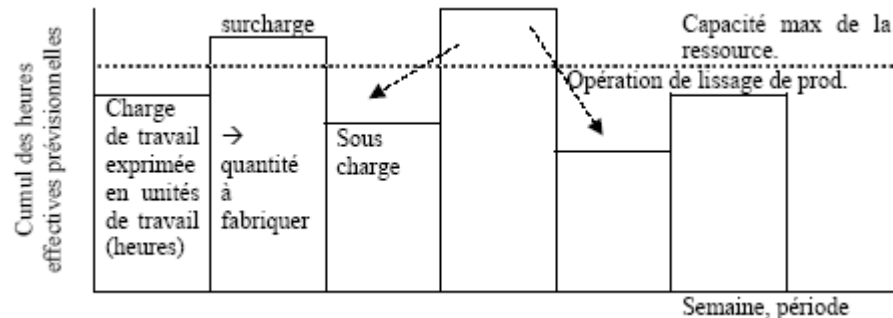 Cumul des heures
effectives prévisionnelles
surcharge
Capacité max de la
ressource.
Opération de lissage de prod.
Charge
de travail
exprimée
en unités
de travail
(heures)
→
quantité
à
fabriquer
Sous
charge
Semaine, période